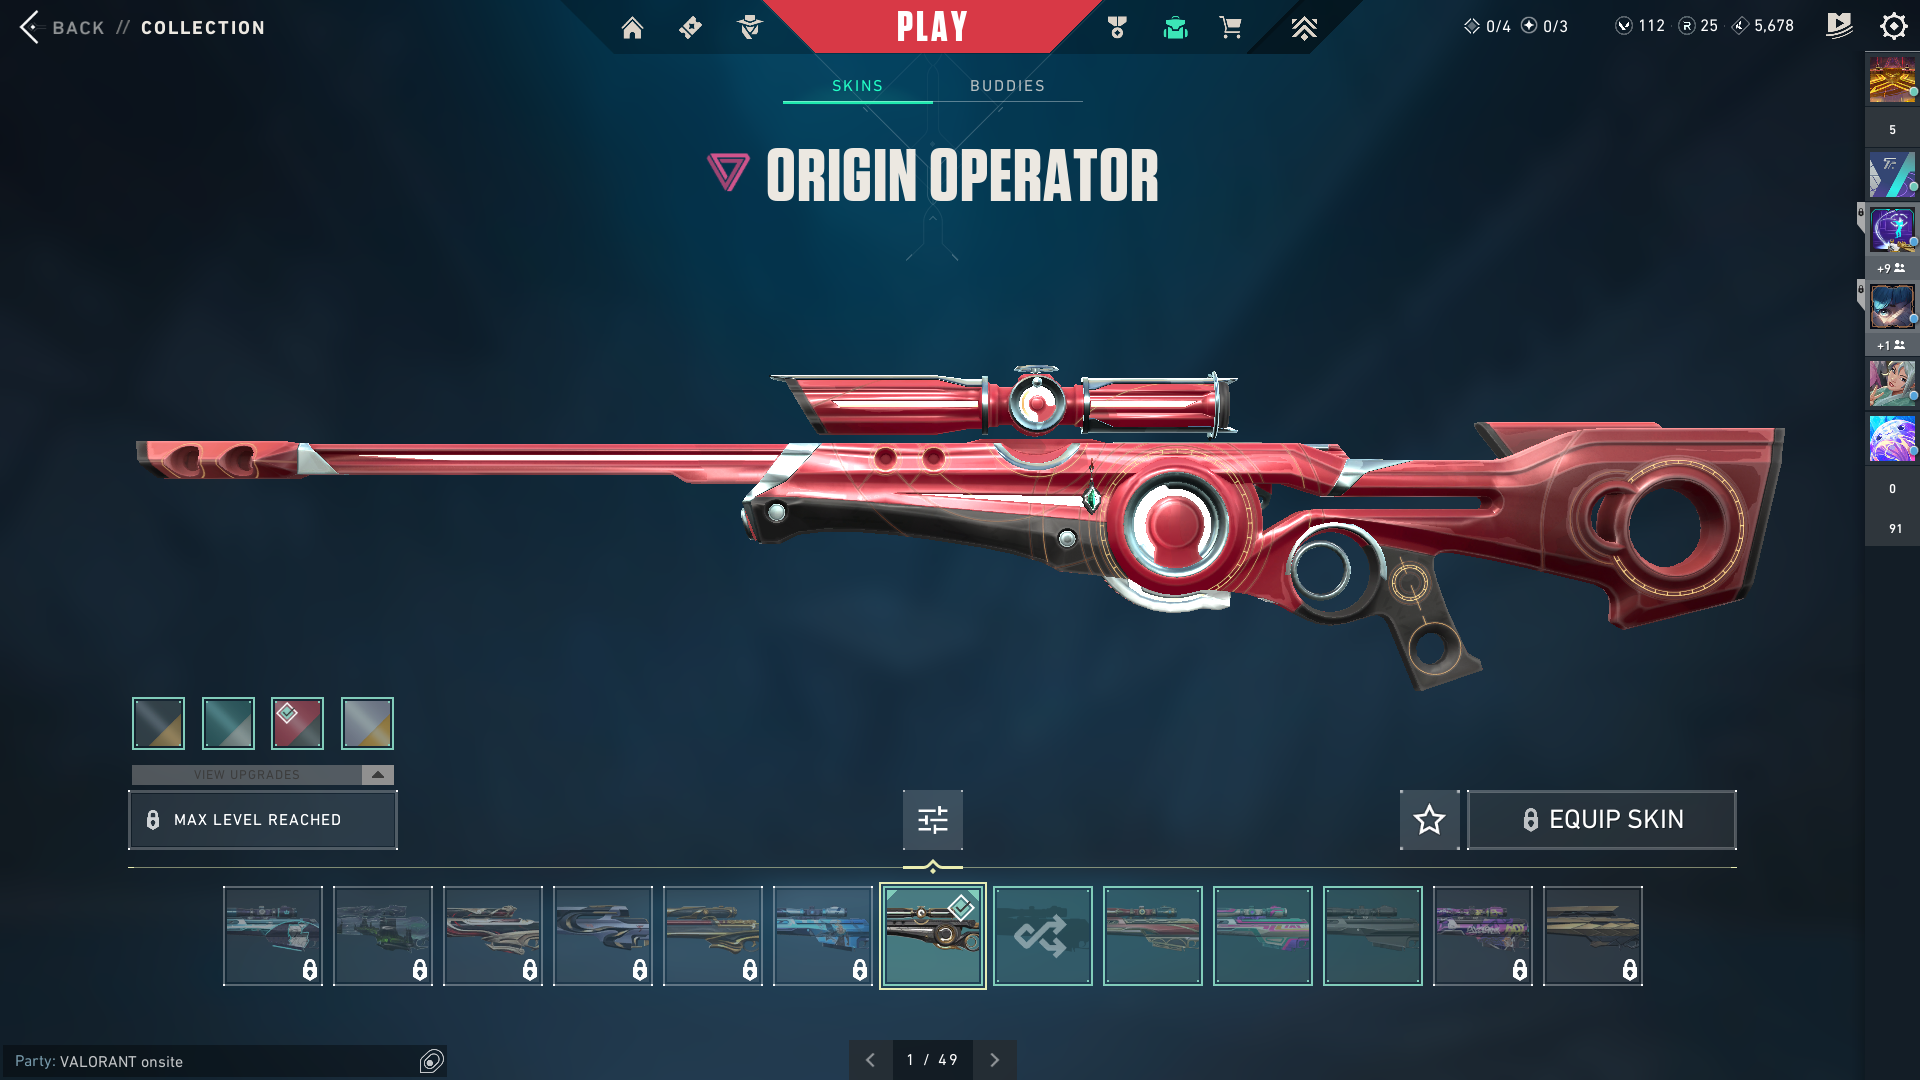 BACK // COLLECTION
PLAY
0/4 0/3 112 25 5,678
SKINS BUDDIES
ORIGIN OPERATOR
5
+9
+1
0
91
VIEW UPGRADES
MAX LEVEL REACHED
EQUIP SKIN
Party: VALORANT onsite
1 / 49